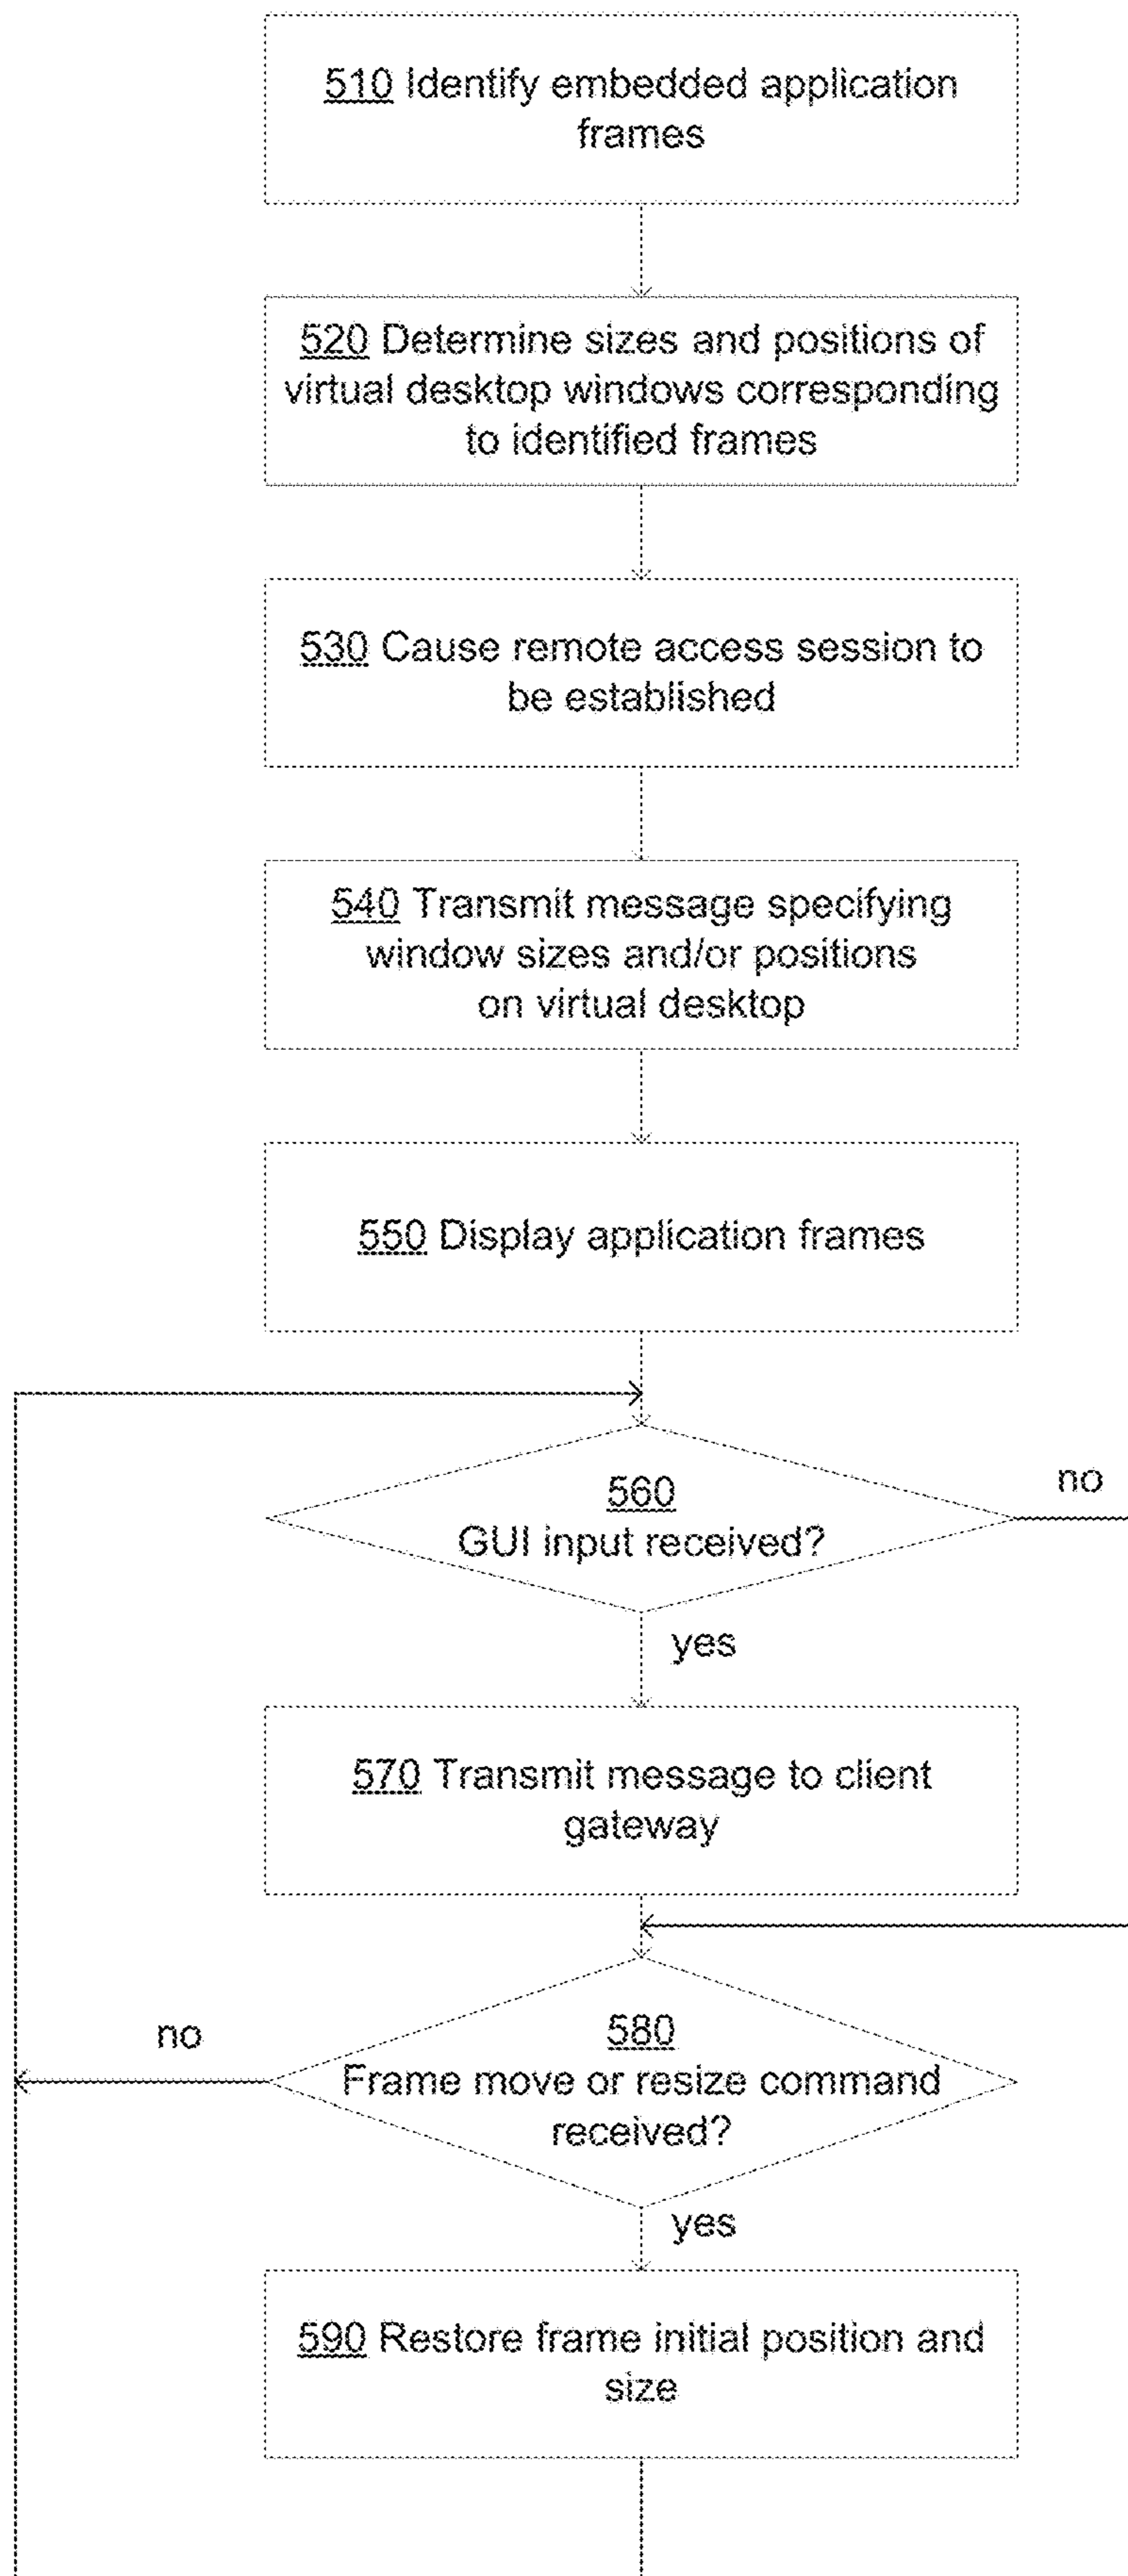 510 Identify embedded application
frames
520 Determine sizes and positions of
virtual desktop windows corresponding
to identified frames
530 Cause remote access session to
be established
540 Transmit message specifying
window sizes and/or positions
on virtual desktop
550 Display application frames
560
GUI input received?
no
yes
570 Transmit message to client
gateway
580
Frame move or resize command
received?
no
yes
590 Restore frame initial position and
size